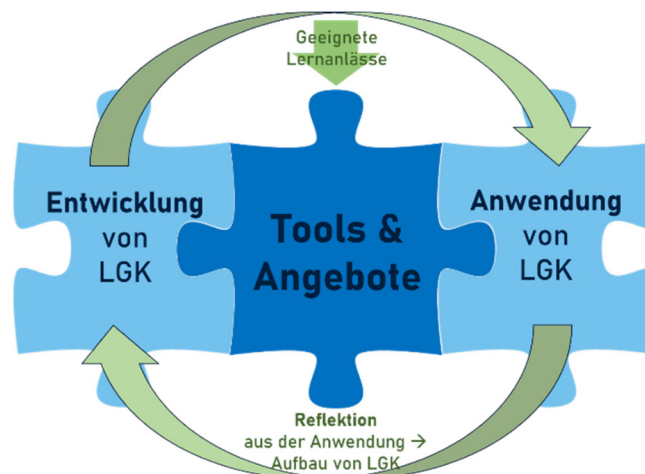 Geeignete
Lernanlässe
Entwicklung
von
LGK
Tools &
Angebote
Anwendung
von
LGK
Reflektion
aus der Anwendung →
Aufbau von LGK